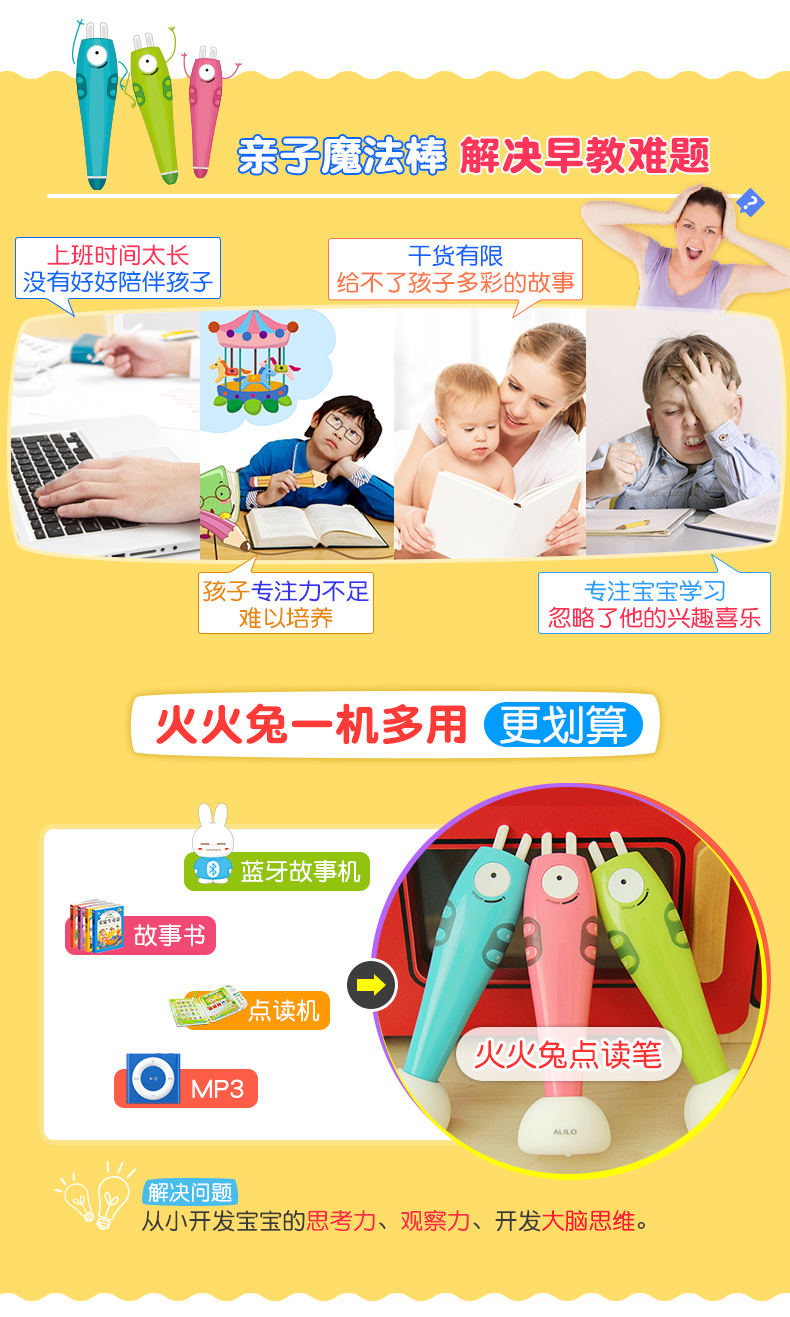 亲子魔法棒 解决早教难题
?
上班时间太长
没有好好陪伴孩子
干货有限
给不了孩子多彩的故事
孩子专注力不足
难以培养
专注宝宝学习
忽略了他的兴趣喜乐
火火兔一机多用 更划算
蓝牙故事机
故事书
点读机
MP3
火火兔点读笔
ALILO
解决问题
从小开发宝宝的思考力、观察力、开发大脑思维。